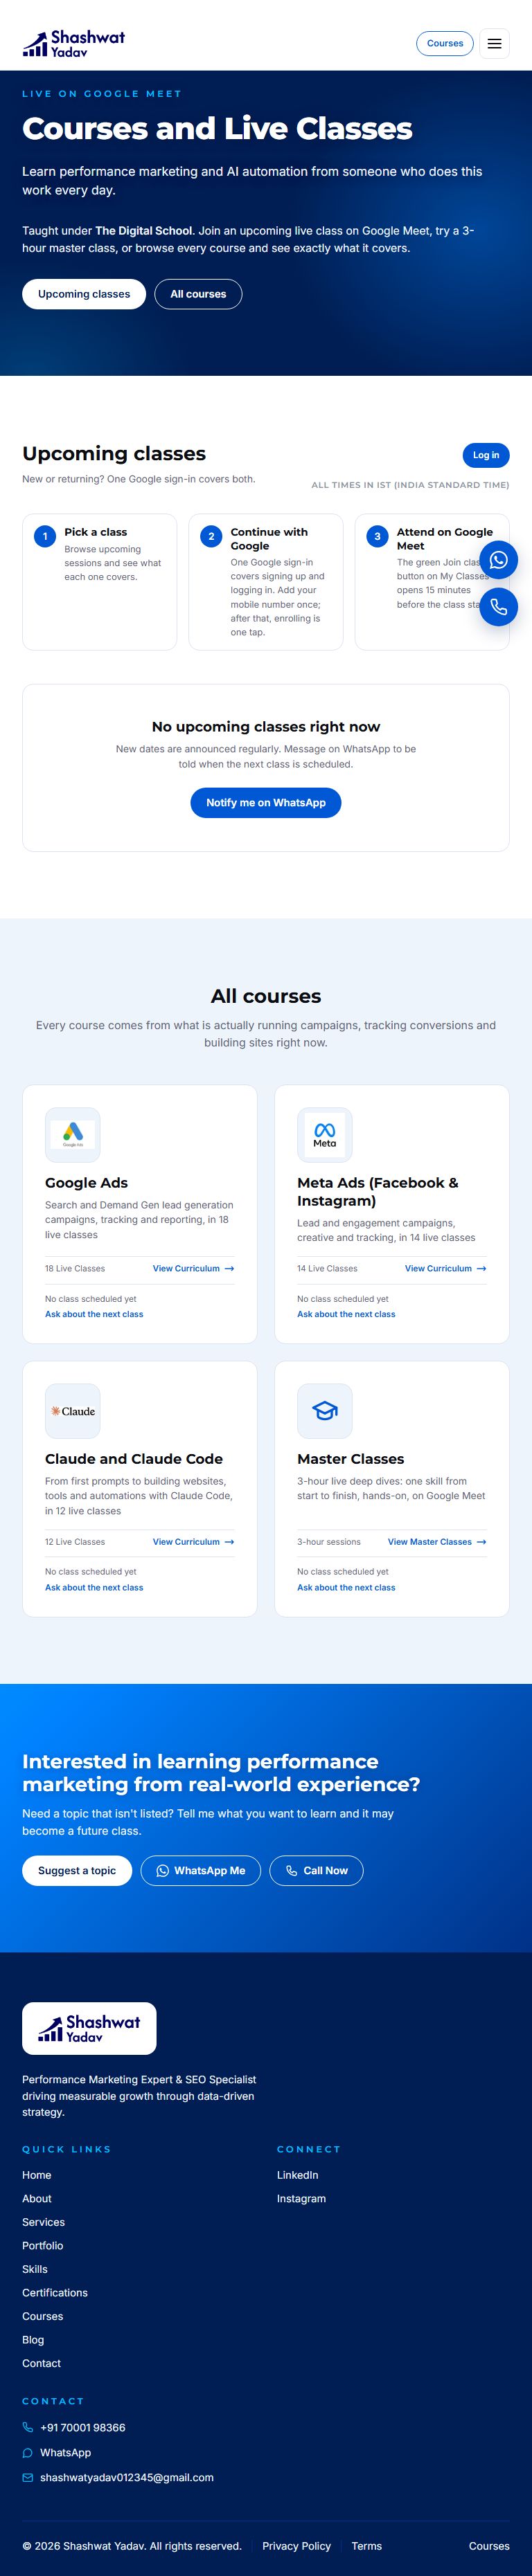 Shashwat
Yadav
Courses
LIVE ON GOOGLE MEET
Courses and Live Classes
Learn performance marketing and AI automation from someone who does this
work every day.
Taught under The Digital School. Join an upcoming live class on Google Meet, try a 3-
hour master class, or browse every course and see exactly what it covers.
Upcoming classes
All courses
Upcoming classes
Log in
New or returning? One Google sign-in covers both.
ALL TIMES IN IST (INDIA STANDARD TIME)
1
Pick a class
Browse upcoming
sessions and see what
each one covers.
2
Continue with
Google
One Google sign-in
covers signing up and
logging in. Add your
mobile number once;
after that, enrolling is
one tap.
3
Attend on Google
Meet
The green Join
button on My Classes
opens 15 minutes
before the class
No upcoming classes right now
New dates are announced regularly. Message on WhatsApp to be
told when the next class is scheduled.
Notify me on WhatsApp
All courses
Every course comes from what is actually running campaigns, tracking conversions and
building sites right now.
Google Ads
Google Ads
Search and Demand Gen lead generation
campaigns, tracking and reporting, in 18
live classes
18 Live Classes
View Curriculum →
No class scheduled yet
Ask about the next class
Meta
Meta Ads (Facebook &
Instagram)
Lead and engagement campaigns,
creative and tracking, in 14 live classes
14 Live Classes
View Curriculum →
No class scheduled yet
Ask about the next class
Claude
Claude and Claude Code
From first prompts to building websites,
tools and automations with Claude Code,
in 12 live classes
12 Live Classes
View Curriculum →
No class scheduled yet
Ask about the next class
Master Classes
3-hour live deep dives: one skill from
start to finish, hands-on, on Google Meet
3-hour sessions
View Master Classes →
No class scheduled yet
Ask about the next class
Interested in learning performance
marketing from real-world experience?
Need a topic that isn't listed? Tell me what you want to learn and it may
become a future class.
Suggest a topic
WhatsApp Me
Call Now
Shashwat
Yadav
Performance Marketing Expert & SEO Specialist
driving measurable growth through data-driven
strategy.
QUICK LINKS
Home
About
Services
Portfolio
Skills
Certifications
Courses
Blog
Contact
CONNECT
LinkedIn
Instagram
CONTACT
+91 70001 98366
WhatsApp
shashwatyadav012345@gmail.com
© 2026 Shashwat Yadav. All rights reserved.
Privacy Policy
Terms
Courses